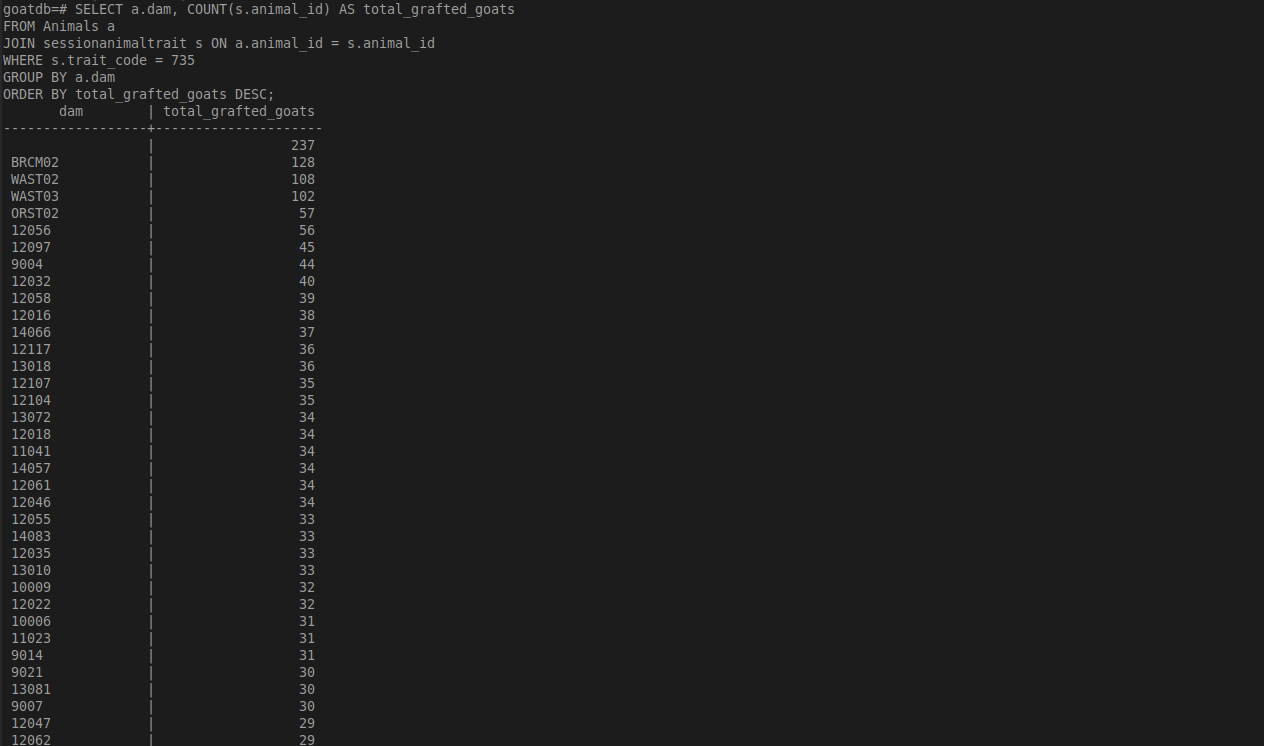 goatdb=# SELECT a.dam, COUNT(s.animal_id) AS total_grafted_goats
FROM Animals a
JOIN sessionanimaltrait s ON a.animal_id = s.animal_id
WHERE s.trait_code = 735
GROUP BY a.dam
ORDER BY total_grafted_goats DESC;
       dam        | total_grafted_goats
------------------+---------------------
                  |                 237
 BRCM02           |                 128
 WAST02           |                 108
 WAST03           |                 102
 ORST02           |                  57
 12056            |                  56
 12097            |                  45
 9004             |                  44
 12032            |                  40
 12058            |                  39
 12016            |                  38
 14066            |                  37
 12117            |                  36
 13018            |                  36
 12107            |                  35
 12104            |                  35
 13072            |                  34
 12018            |                  34
 11041            |                  34
 14057            |                  34
 12061            |                  34
 12046            |                  34
 12055            |                  33
 14083            |                  33
 12035            |                  33
 13010            |                  33
 10009            |                  32
 12022            |                  32
 10006            |                  31
 11023            |                  31
 9014             |                  31
 9021             |                  30
 13081            |                  30
 9007             |                  30
 12047            |                  29
 12062            |                  29